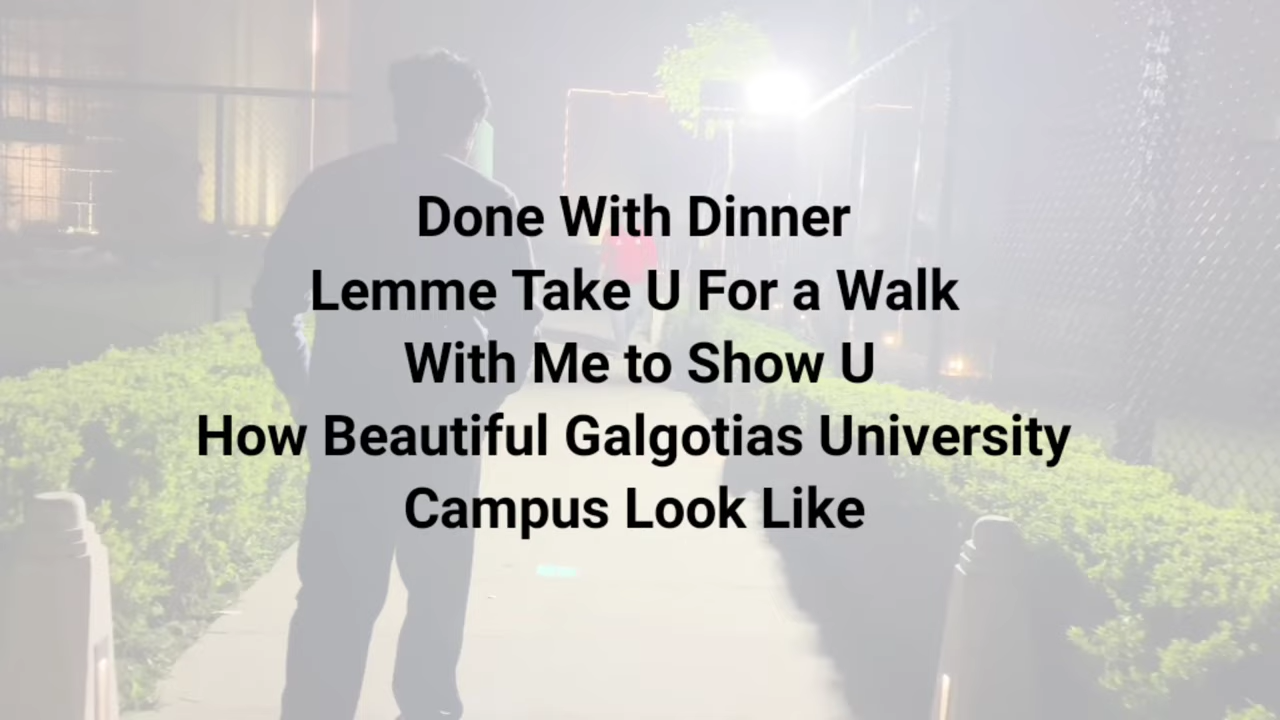 Done With Dinner
Lemme Take U For a Walk
With Me to Show U
How Beautiful Galgotias University
Campus Look Like